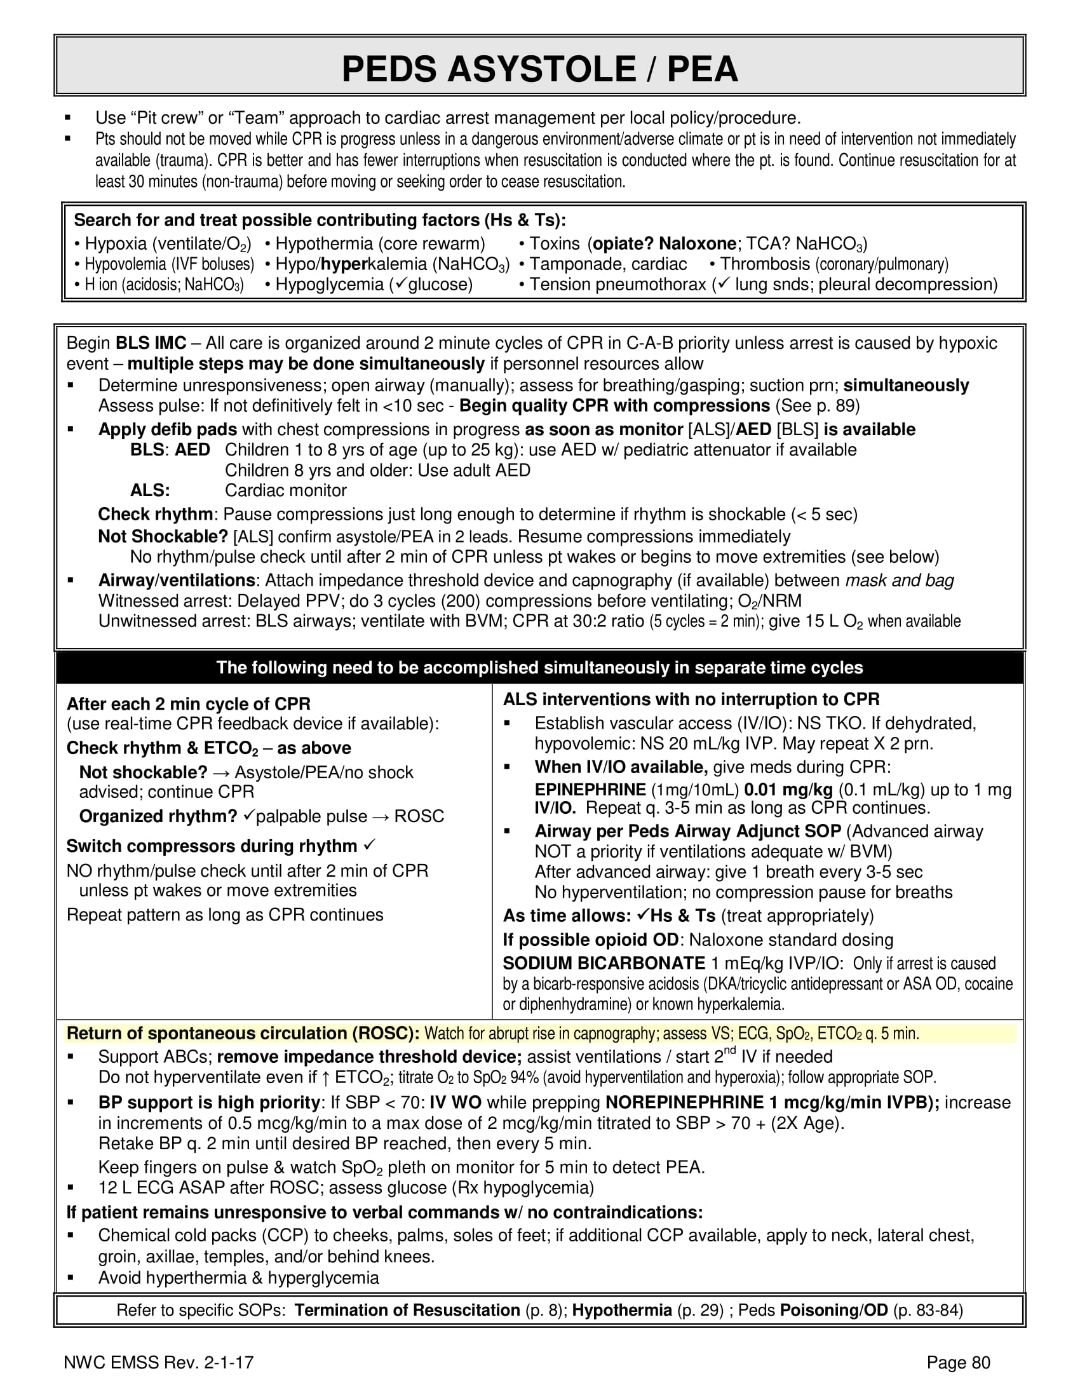 PEDS ASYSTOLE / PEA
▪ Use “Pit crew” or “Team” approach to cardiac arrest management per local policy/procedure.
▪ Pts should not be moved while CPR is progress unless in a dangerous environment/adverse climate or pt is in need of intervention not immediately
available (trauma). CPR is better and has fewer interruptions when resuscitation is conducted where the pt. is found. Continue resuscitation for at
least 30 minutes (non-trauma) before moving or seeking order to cease resuscitation.
Search for and treat possible contributing factors (Hs & Ts):
• Hypoxia (ventilate/O2) • Hypothermia (core rewarm) • Toxins (opiate? Naloxone; TCA? NaHCO3)
• Hypovolemia (IVF boluses) • Hypo/hyperkalemia (NaHCO3) • Tamponade, cardiac • Thrombosis (coronary/pulmonary)
• H ion (acidosis; NaHCO3) • Hypoglycemia (✓glucose) • Tension pneumothorax (✓ lung snds; pleural decompression)
Begin BLS IMC – All care is organized around 2 minute cycles of CPR in C-A-B priority unless arrest is caused by hypoxic
event – multiple steps may be done simultaneously if personnel resources allow
▪ Determine unresponsiveness; open airway (manually); assess for breathing/gasping; suction prn; simultaneously
Assess pulse: If not definitively felt in <10 sec - Begin quality CPR with compressions (See p. 89)
▪ Apply defib pads with chest compressions in progress as soon as monitor [ALS]/AED [BLS] is available
BLS: AED Children 1 to 8 yrs of age (up to 25 kg): use AED w/ pediatric attenuator if available
Children 8 yrs and older: Use adult AED
ALS: Cardiac monitor
Check rhythm: Pause compressions just long enough to determine if rhythm is shockable (< 5 sec)
Not Shockable? [ALS] confirm asystole/PEA in 2 leads. Resume compressions immediately
No rhythm/pulse check until after 2 min of CPR unless pt wakes or begins to move extremities (see below)
▪ Airway/ventilations: Attach impedance threshold device and capnography (if available) between mask and bag
Witnessed arrest: Delayed PPV; do 3 cycles (200) compressions before ventilating; O2/NRM
Unwitnessed arrest: BLS airways; ventilate with BVM; CPR at 30:2 ratio (5 cycles = 2 min); give 15 L O2 when available
The following need to be accomplished simultaneously in separate time cycles
After each 2 min cycle of CPR
(use real-time CPR feedback device if available):
Check rhythm & ETCO2 – as above
Not shockable? → Asystole/PEA/no shock
advised; continue CPR
Organized rhythm? ✓palpable pulse → ROSC
Switch compressors during rhythm ✓
NO rhythm/pulse check until after 2 min of CPR
unless pt wakes or move extremities
Repeat pattern as long as CPR continues
ALS interventions with no interruption to CPR
▪ Establish vascular access (IV/IO): NS TKO. If dehydrated,
hypovolemic: NS 20 mL/kg IVP. May repeat X 2 prn.
▪ When IV/IO available, give meds during CPR:
EPINEPHRINE (1mg/10mL) 0.01 mg/kg (0.1 mL/kg) up to 1 mg
IV/IO. Repeat q. 3-5 min as long as CPR continues.
▪ Airway per Peds Airway Adjunct SOP (Advanced airway
NOT a priority if ventilations adequate w/ BVM)
After advanced airway: give 1 breath every 3-5 sec
No hyperventilation; no compression pause for breaths
As time allows: ✓Hs & Ts (treat appropriately)
If possible opioid OD: Naloxone standard dosing
SODIUM BICARBONATE 1 mEq/kg IVP/IO: Only if arrest is caused
by a bicarb-responsive acidosis (DKA/tricyclic antidepressant or ASA OD, cocaine
or diphenhydramine) or known hyperkalemia.
Return of spontaneous circulation (ROSC): Watch for abrupt rise in capnography; assess VS; ECG, SpO2, ETCO2 q. 5 min.
▪ Support ABCs; remove impedance threshold device; assist ventilations / start 2nd IV if needed
Do not hyperventilate even if ↑ ETCO2; titrate O2 to SpO2 94% (avoid hyperventilation and hyperoxia); follow appropriate SOP.
▪ BP support is high priority: If SBP < 70: IV WO while prepping NOREPINEPHRINE 1 mcg/kg/min IVPB); increase
in increments of 0.5 mcg/kg/min to a max dose of 2 mcg/kg/min titrated to SBP > 70 + (2X Age).
Retake BP q. 2 min until desired BP reached, then every 5 min.
Keep fingers on pulse & watch SpO2 pleth on monitor for 5 min to detect PEA.
▪ 12 L ECG ASAP after ROSC; assess glucose (Rx hypoglycemia)
If patient remains unresponsive to verbal commands w/ no contraindications:
▪ Chemical cold packs (CCP) to cheeks, palms, soles of feet; if additional CCP available, apply to neck, lateral chest,
groin, axillae, temples, and/or behind knees.
▪ Avoid hyperthermia & hyperglycemia
Refer to specific SOPs: Termination of Resuscitation (p. 8); Hypothermia (p. 29) ; Peds Poisoning/OD (p. 83-84)
NWC EMSS Rev. 2-1-17 Page 80